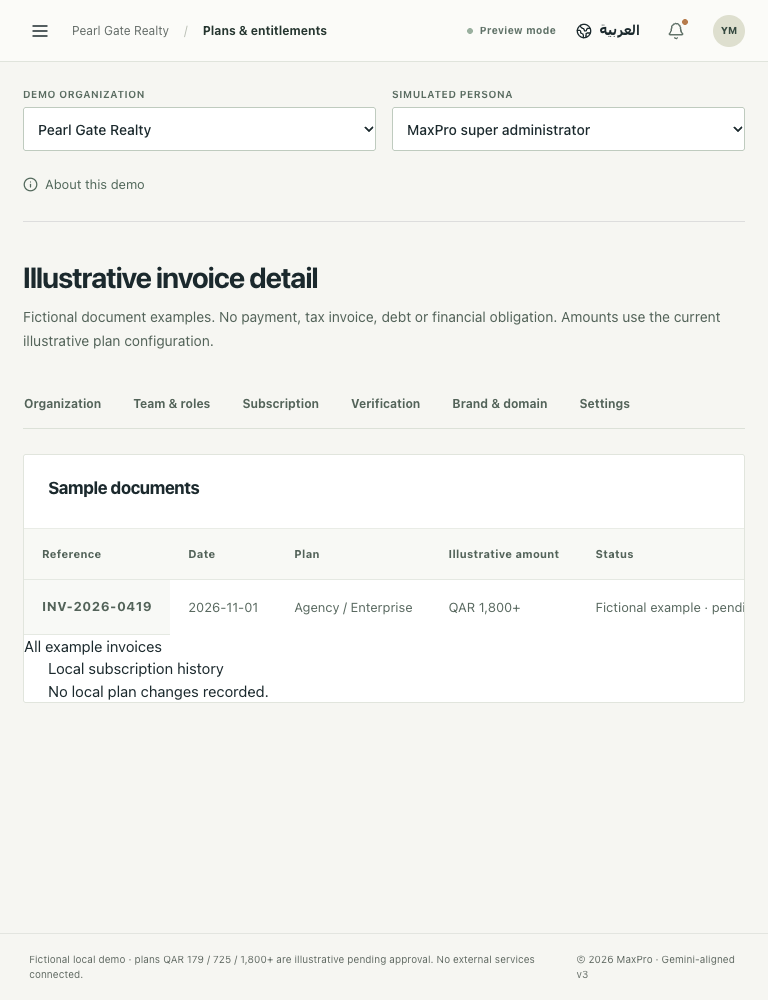 Pearl Gate Realty / Plans & entitlements
Preview mode
العربية
YM
DEMO ORGANIZATION
Pearl Gate Realty
SIMULATED PERSONA
MaxPro super administrator
About this demo
Illustrative invoice detail
Fictional document examples. No payment, tax invoice, debt or financial obligation. Amounts use the current
illustrative plan configuration.
Organization Team & roles Subscription Verification Brand & domain Settings
Sample documents
Reference Date Plan Illustrative amount Status
INV-2026-0419 2026-11-01 Agency / Enterprise QAR 1,800+ Fictional example · pendi
All example invoices
Local subscription history
No local plan changes recorded.
Fictional local demo · plans QAR 179 / 725 / 1,800+ are illustrative pending approval. No external services
connected.
© 2026 MaxPro · Gemini-aligned
v3